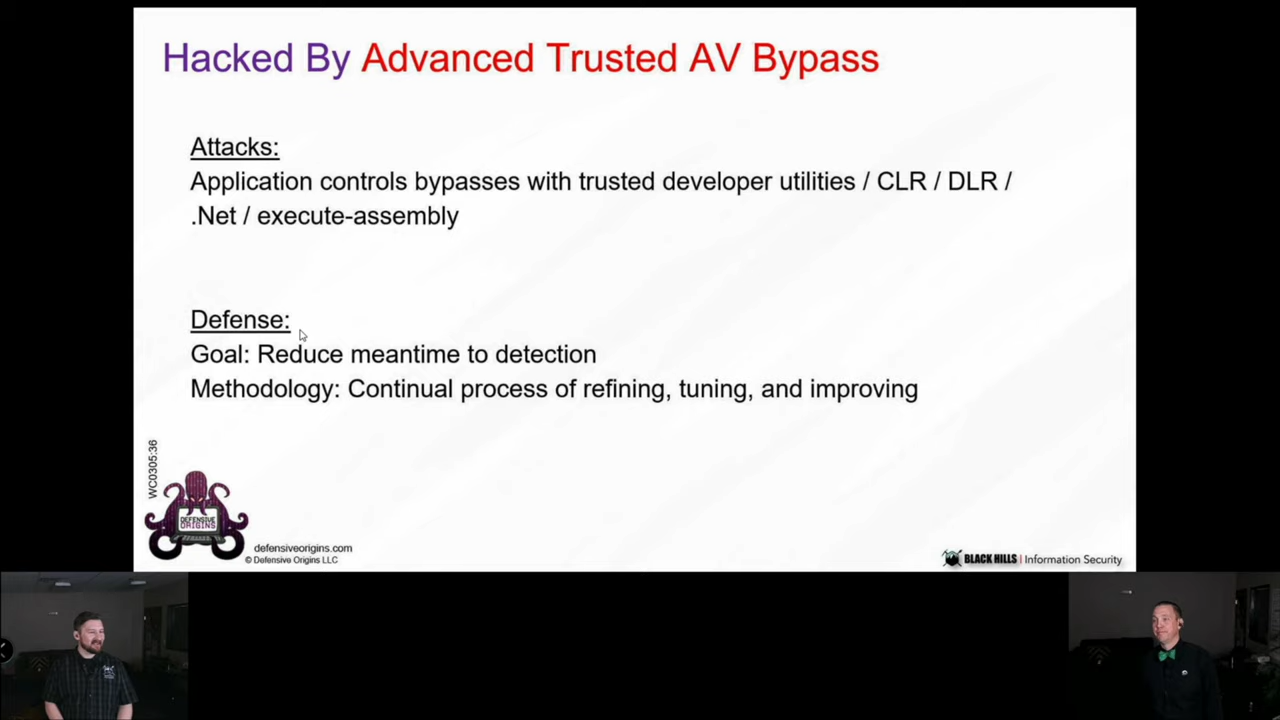 Hacked By Advanced Trusted AV Bypass
Attacks:
Application controls bypasses with trusted developer utilities / CLR / DLR /
.Net / execute-assembly
Defense:
Goal: Reduce meantime to detection
Methodology: Continual process of refining, tuning, and improving
WC0305:36
DEFENSIVE
ORIGINS
defensiveorigins.com
© Defensive Origins LLC
BLACK HILLS | Information Security